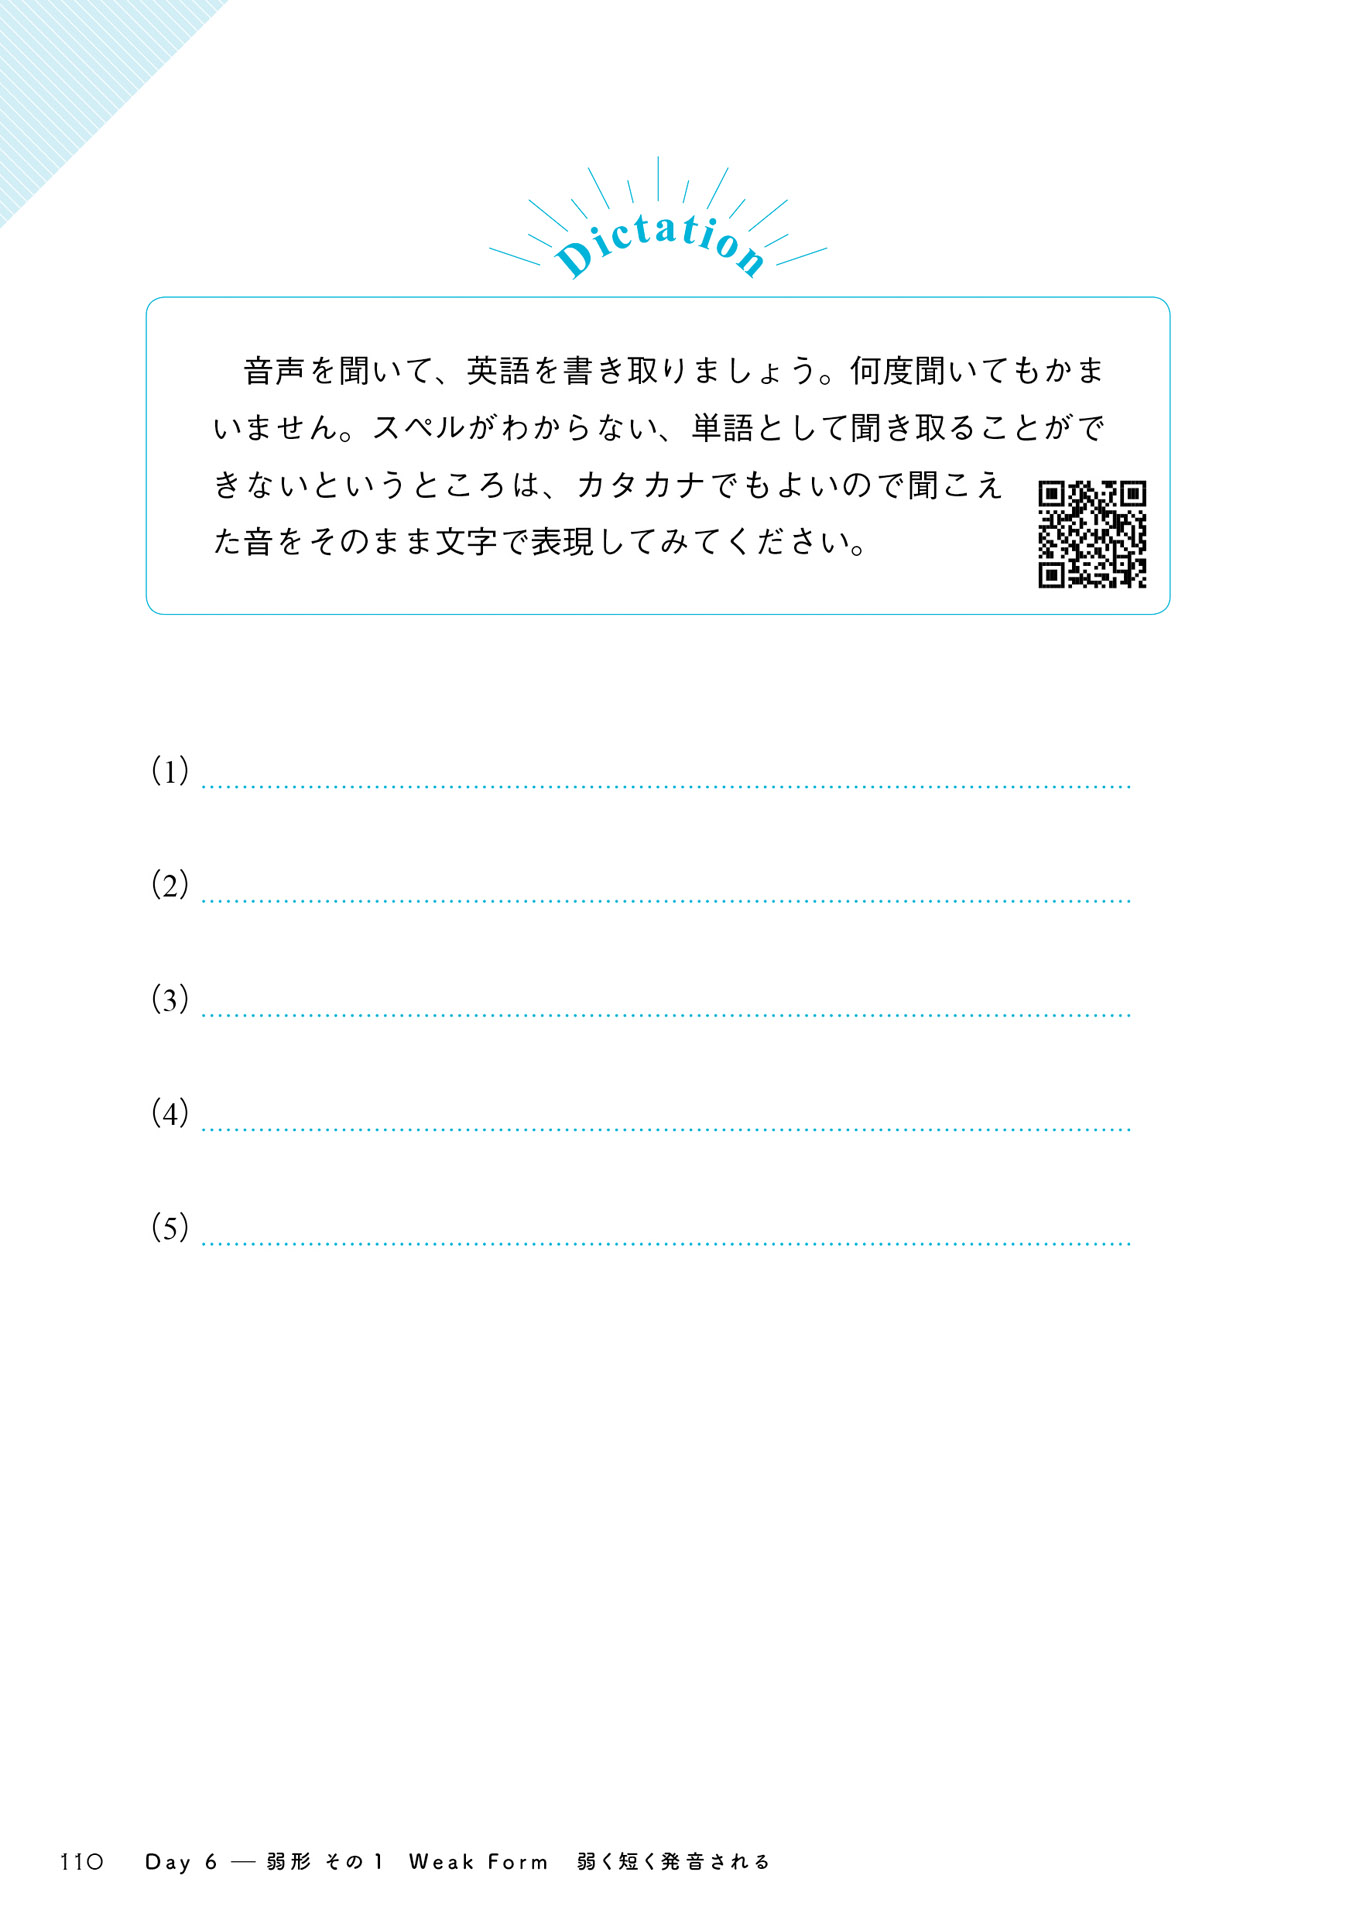 Dictation
音声を聞いて、英語を書き取りましょう。何度聞いてもかま
いません。スペルがわからない、単語として聞き取ることがで
きないというところは、カタカナでもよいので聞こえ
た音をそのまま文字で表現してみてください。
(1)
(2)
(3)
(4)
(5)
110 Day 6 — 弱形 その1 Weak Form 弱く短く発音される